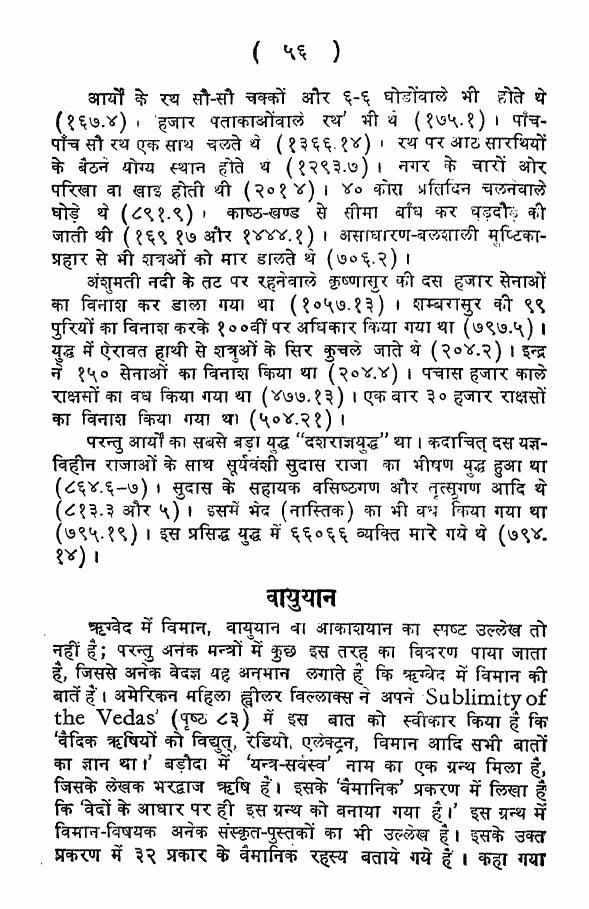 ( ५६ )
आर्यों के रथ सौ-सौ चक्कों और ६-६ घोडोंवाले भी होते थे
(१६७.४) । 'हजार पताकाओंवाले रथ' भी थे (१७५.१) । पाँच-
पाँच सौ रथ एक साथ चलते थे (१३६६.१४) । रथ पर आठ सारथियों
के बैठने योग्य स्थान होते थे (१२९३.७) । नगर के चारों ओर
परिखा वा खाइ होती थी (२०१४) । ४० कोस प्रतिदिन चलनेवाले
घोड़े थे (८९१.९) । काष्ठ-खण्ड से सीमा बाँध कर घड़दौड़ की
जाती थी (१६९ १७ और १४४४.१) । असाधारण-बलशाली मुष्टिका-
प्रहार से भी शत्रओं को मार डालते थे (७०६.२) ।
अंशुमती नदी के तट पर रहनेवाले कृष्णासुर की दस हजार सेनाओं
का विनाश कर डाला गया था (१०५७.१३) । शम्बरासुर की ९९
पुरियों का विनाश करके १००वीं पर अधिकार किया गया था (७९७.५) ।
युद्ध में ऐरावत हाथी से शत्रुओं के सिर कुचले जाते थे (२०४.२) । इन्द्र
ने १५० सेनाओं का विनाश किया था (२०४.४) । पचास हजार काले
राक्षसों का वध किया गया था (४७७.१३) । एक बार ३० हजार राक्षसों
का विनाश किया गया था (५०४.२१) ।
परन्तु आर्यों का सबसे बड़ा युद्ध "दशराज्ञयुद्ध" था । कदाचित् दस यज्ञ-
विहीन राजाओं के साथ सूर्यवंशी सुदास राजा का भीषण युद्ध हुआ था
(८६४.६-७) । सुदास के सहायक वसिष्ठगण और तृत्सुगण आदि थे
(८१३.३ और ५) । इसमें भेद (नास्तिक) का भी वध किया गया था
(७९५.१९) । इस प्रसिद्ध युद्ध में ६६०६६ व्यक्ति मारे गये थे (७९४.
१४) ।
वायुयान
ऋग्वेद में विमान, वायुयान वा आकाशयान का स्पष्ट उल्लेख तो
नहीं है; परन्तु अनेक मन्त्रों में कुछ इस तरह का विवरण पाया जाता
है, जिससे अनेक वेदज्ञ यह अनमान लगाते है कि ऋग्वेद में विमान की
बातें हैं । अमेरिकन महिला ह्वीलर विल्लाक्स ने अपने 'Sublimity of
the Vedas' (पृष्ठ ८३) में इस बात को स्वीकार किया है कि
'वैदिक ऋषियों को विद्युत्, रेडियो, एलेक्ट्रन, विमान आदि सभी बातों
का ज्ञान था ।' बड़ौदा में 'यन्त्र-सर्वस्व' नाम का एक ग्रन्थ मिला है,
जिसके लेखक भरद्वाज ऋषि हैं । इसके 'वैमानिक' प्रकरण में लिखा है
कि 'वेदों के आधार पर ही इस ग्रन्थ को बनाया गया है ।' इस ग्रन्थ में
विमान-विषयक अनेक संस्कृत-पुस्तकों का भी उल्लेख है । इसके उक्त
प्रकरण में ३२ प्रकार के वैमानिक रहस्य बताये गये हैं । कहा गया